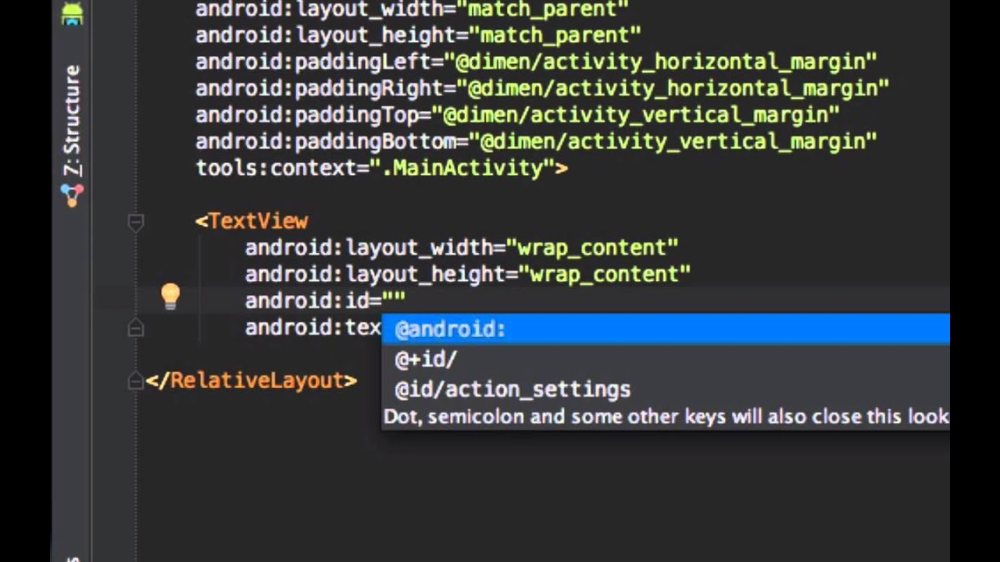 android:layout_width="match_parent"
android:layout_height="match_parent"
android:paddingLeft="@dimen/activity_horizontal_margin"
android:paddingRight="@dimen/activity_horizontal_margin"
android:paddingTop="@dimen/activity_vertical_margin"
android:paddingBottom="@dimen/activity_vertical_margin"
tools:context=".MainActivity">
<TextView
android:layout_width="wrap_content"
android:layout_height="wrap_content"
android:id=""
android:tex
@android:
@+id/
@id/action_settings
Dot, semicolon and some other keys will also close this look
</RelativeLayout>
7: Structure